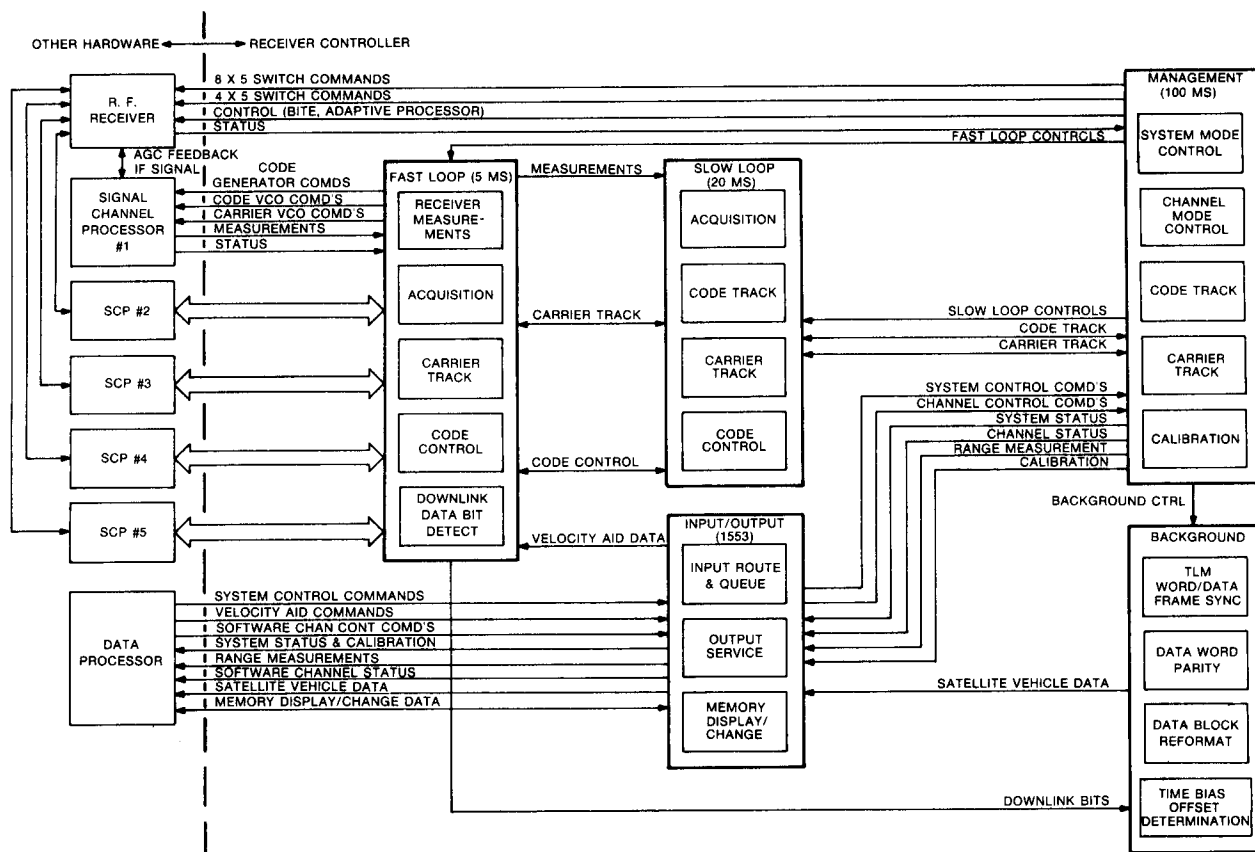 OTHER HARDWARE
RECEIVER CONTROLLER
R. F.
RECEIVER
8 X 5 SWITCH COMMANDS
4 X 5 SWITCH COMMANDS
CONTROL (BITE, ADAPTIVE PROCESSOR)
STATUS
FAST LOOP CONTROLS
AGC FEEDBACK
IF SIGNAL
SIGNAL
CHANNEL
PROCESSOR
#1
CODE
GENERATOR COMDS
CODE VCO COMD'S
CARRIER VCO COMD'S
MEASUREMENTS
STATUS
SCP #2
SCP #3
SCP #4
SCP #5
FAST LOOP (5 MS)
RECEIVER
MEASURE-
MENTS
ACQUISITION
CARRIER
TRACK
CODE
CONTROL
DOWNLINK
DATA BIT
DETECT
MEASUREMENTS
CARRIER TRACK
CODE CONTROL
VELOCITY AID DATA
SLOW LOOP
(20 MS)
ACQUISITION
CODE TRACK
CARRIER
TRACK
CODE
CONTROL
MANAGEMENT
(100 MS)
SYSTEM MODE
CONTROL
CHANNEL
MODE
CONTROL
CODE TRACK
CARRIER
TRACK
CALIBRATION
SLOW LOOP CONTROLS
CODE TRACK
CARRIER TRACK
SYSTEM CONTROL COMD'S
CHANNEL CONTROL COMD'S
SYSTEM STATUS
CHANNEL STATUS
RANGE MEASUREMENT
CALIBRATION
BACKGROUND CTRL
INPUT/OUTPUT
(1553)
INPUT ROUTE
& QUEUE
OUTPUT
SERVICE
MEMORY
DISPLAY/
CHANGE
DATA
PROCESSOR
SYSTEM CONTROL COMMANDS
VELOCITY AID COMMANDS
SOFTWARE CHAN CONT COMD'S
SYSTEM STATUS & CALIBRATION
RANGE MEASUREMENTS
SOFTWARE CHANNEL STATUS
SATELLITE VEHICLE DATA
MEMORY DISPLAY/CHANGE DATA
SATELLITE VEHICLE DATA
DOWNLINK BITS
BACKGROUND
TLM
WORD/DATA
FRAME SYNC
DATA WORD
PARITY
DATA BLOCK
REFORMAT
TIME BIAS
OFFSET
DETERMINATION